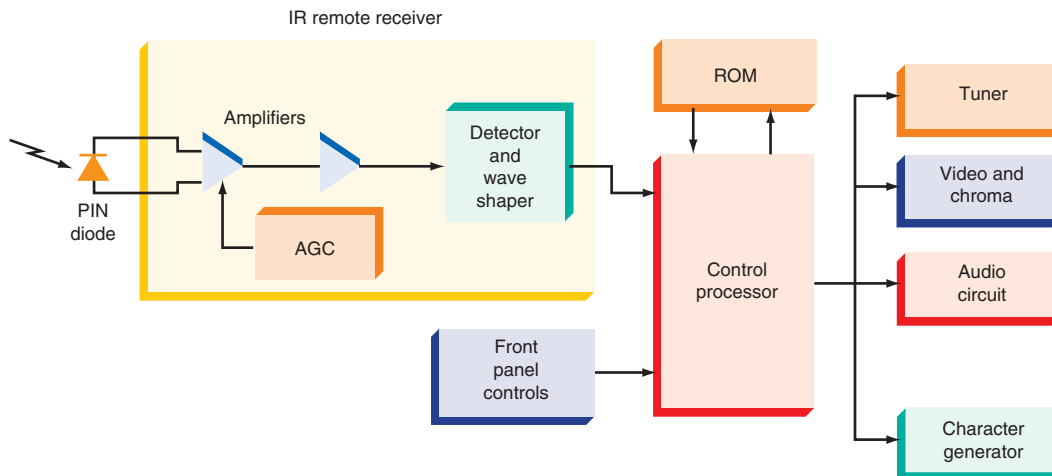 IR remote receiver
Amplifiers
PIN
diode
AGC
Detector
and
wave
shaper
ROM
Control
processor
Front
panel
controls
Tuner
Video and
chroma
Audio
circuit
Character
generator